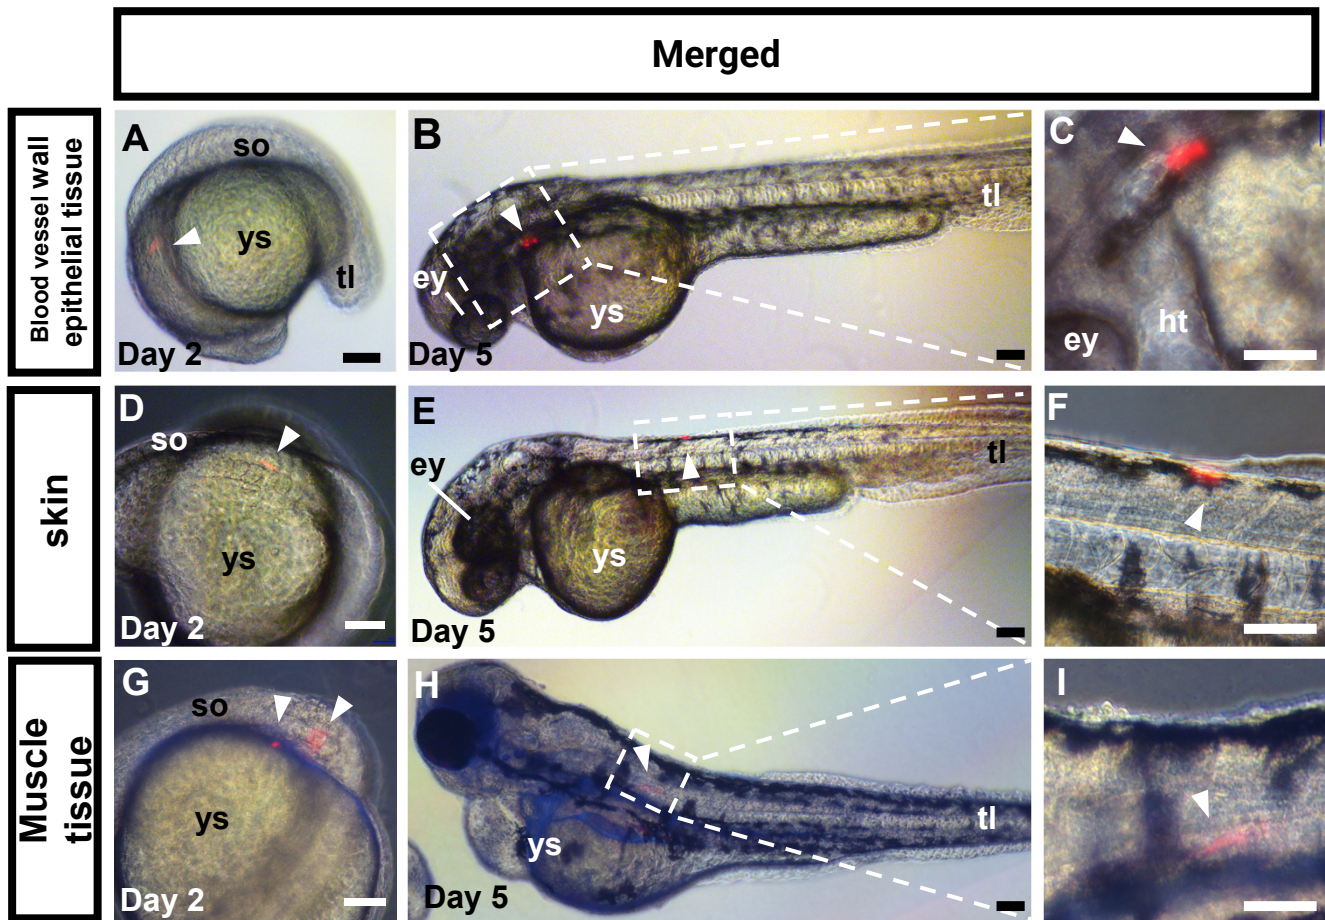 Merged
Blood vessel wall
epithelial tissue
A
so
ys
tl
Day 2
B
ey
ys
tl
Day 5
C
ey
ht
skin
D
so
ys
Day 2
E
ey
ys
tl
Day 5
F
Muscle
tissue
G
so
ys
Day 2
H
ys
tl
Day 5
I